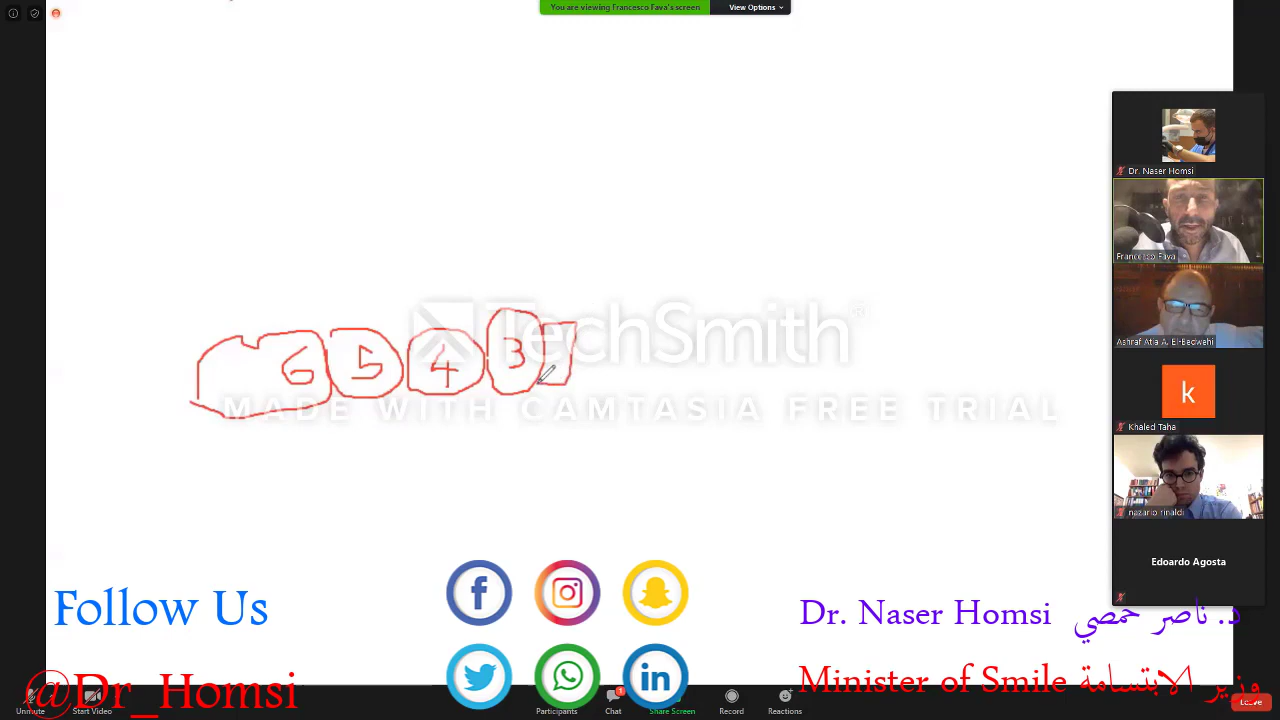 You are viewing Francesco Fava's screen
View Options
Dr. Naser Homsi
Francesco Fava
Ashraf Atia A. El-Bedwehi
k
Khaled Taha
nazario rinaldi
Edoardo Agosta
6 5 4 3
TechSmith®
MADE WITH CAMTASIA FREE TRIAL
Follow Us
@Dr_Homsi
Dr. Naser Homsi د. ناصر حمصي
Minister of Smile وزير الابتسامة
Unmute
Start Video
Participants
Chat
1
Share Screen
Record
Reactions
Leave